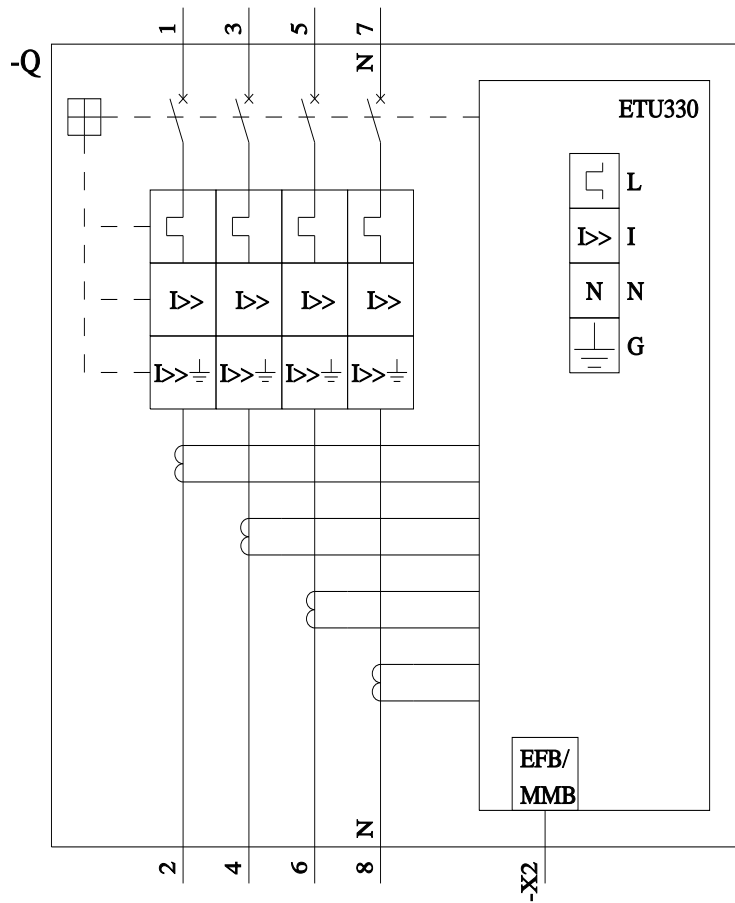 1 3 5 7
-Q
N
ETU330
L
I>> I
N N
G
I>> I>> I>> I>>
I>> I>> I>> I>>
EFB/
MMB
N
2 4 6 8
-X2